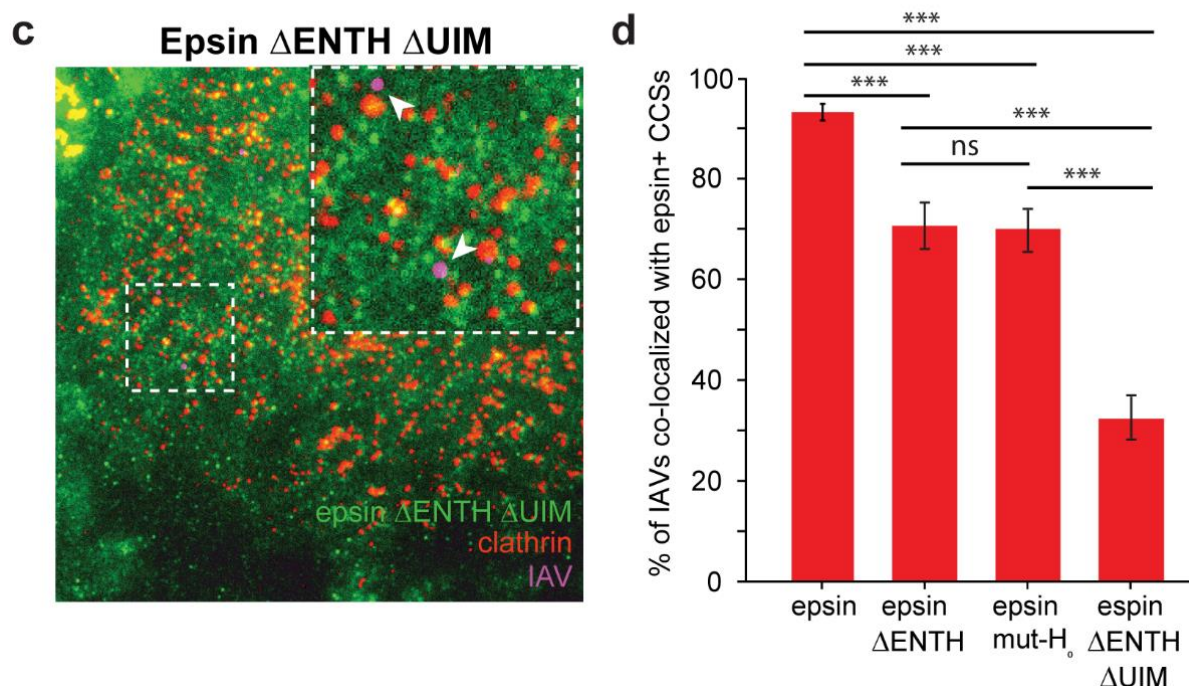 c
Epsin ΔENTH ΔUIM
epsin ΔENTH ΔUIM
clathrin
IAV
d
***
***
***
***
ns
***
% of IAVs co-localized with epsin+ CCSs
100
80
60
40
20
0
epsin
epsin
ΔENTH
epsin
mut-Hₒ
espin
ΔENTH
ΔUIM